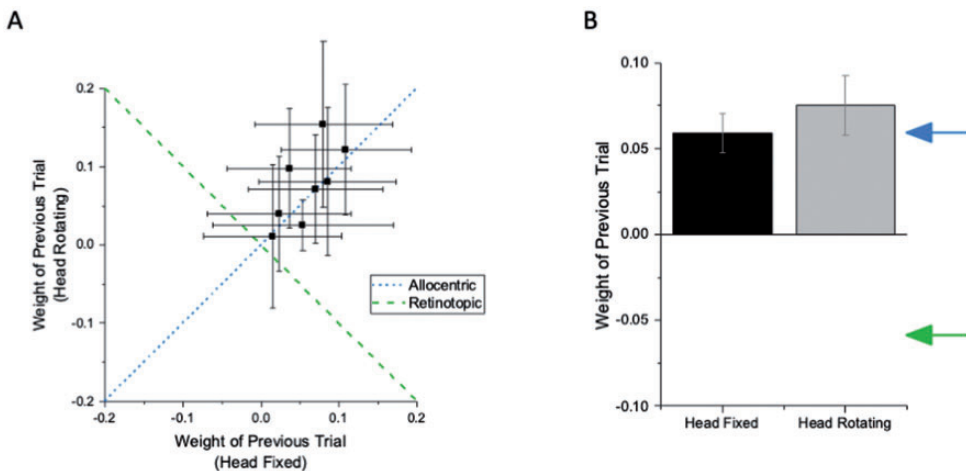 A
Weight of Previous Trial
(Head Rotating)
0.2
0.1
0.0
-0.1
-0.2
-0.2
-0.1
0.0
0.1
0.2
Weight of Previous Trial
(Head Fixed)
Allocentric
Retinotopic
B
Weight of Previous Trial
0.10
0.05
0.00
-0.05
-0.10
Head Fixed
Head Rotating